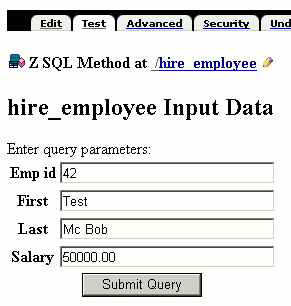 Edit Test Advanced Security Und
Z SQL Method at /hire_employee
hire_employee Input Data
Enter query parameters:
Emp id 42
First Test
Last Mc Bob
Salary 50000.00
Submit Query